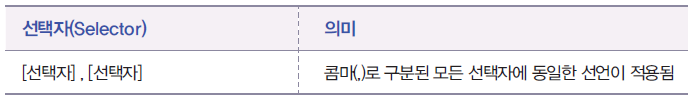 선택자(Selector) 의미
[선택자] , [선택자] 콤마(,)로 구분된 모든 선택자에 동일한 선언이 적용됨